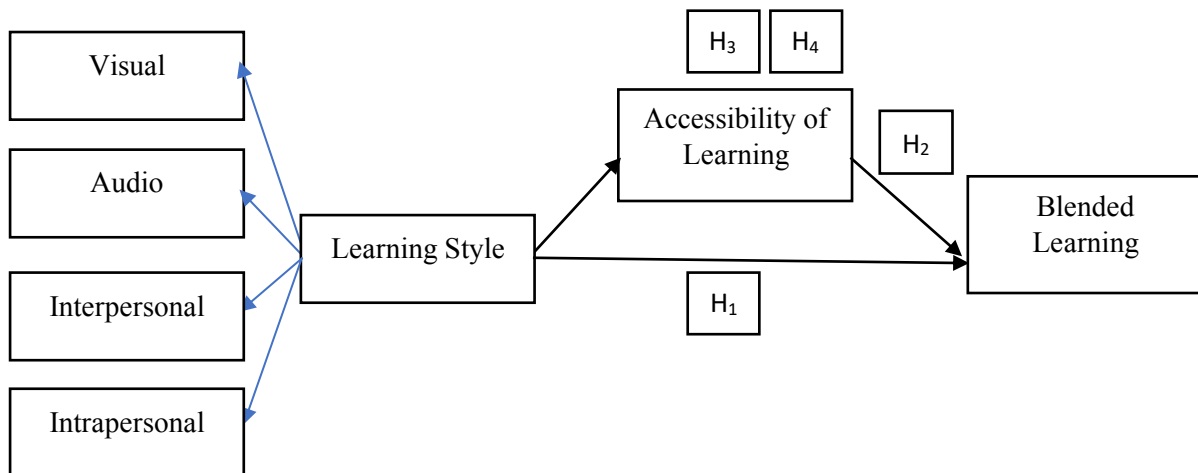 Visual
Audio
Interpersonal
Intrapersonal
Learning Style
H₃
H₄
Accessibility of
Learning
H₂
H₁
Blended
Learning